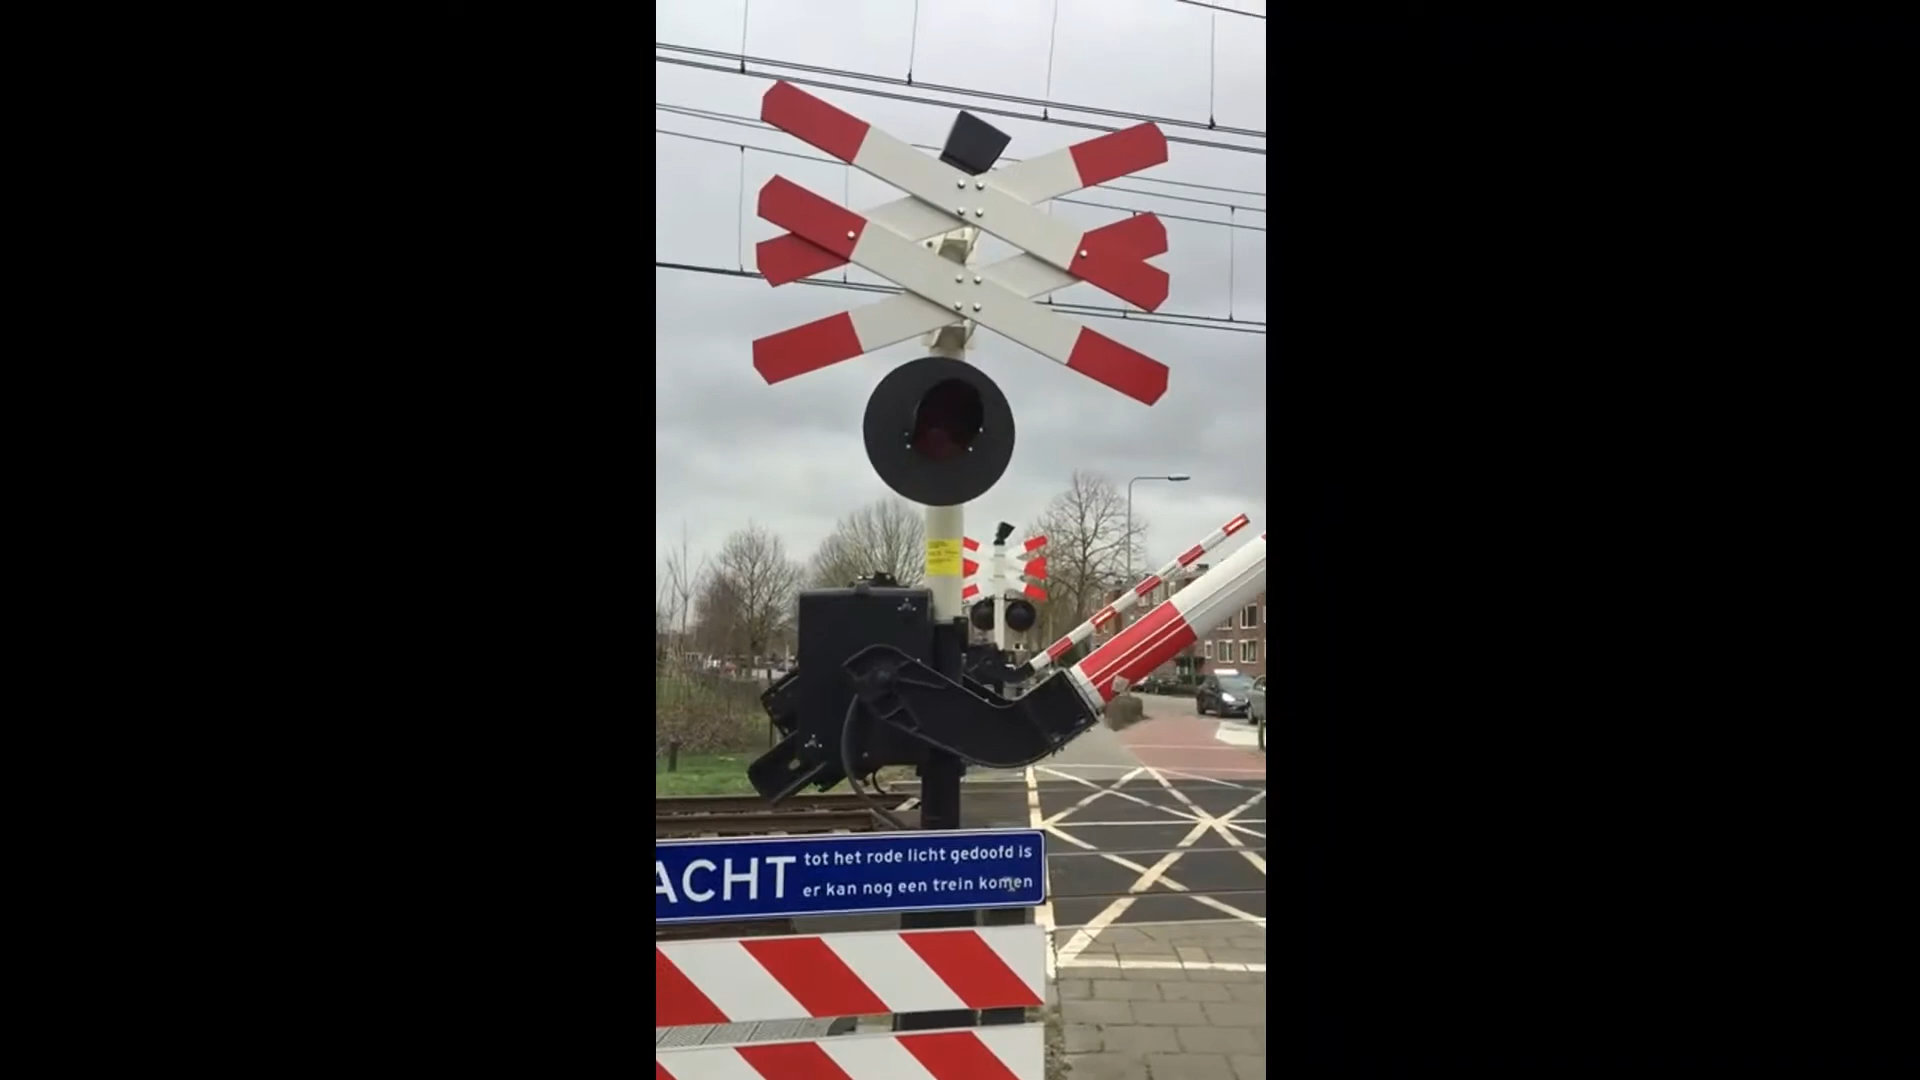 ACHT tot het rode licht gedoofd is
er kan nog een trein komen